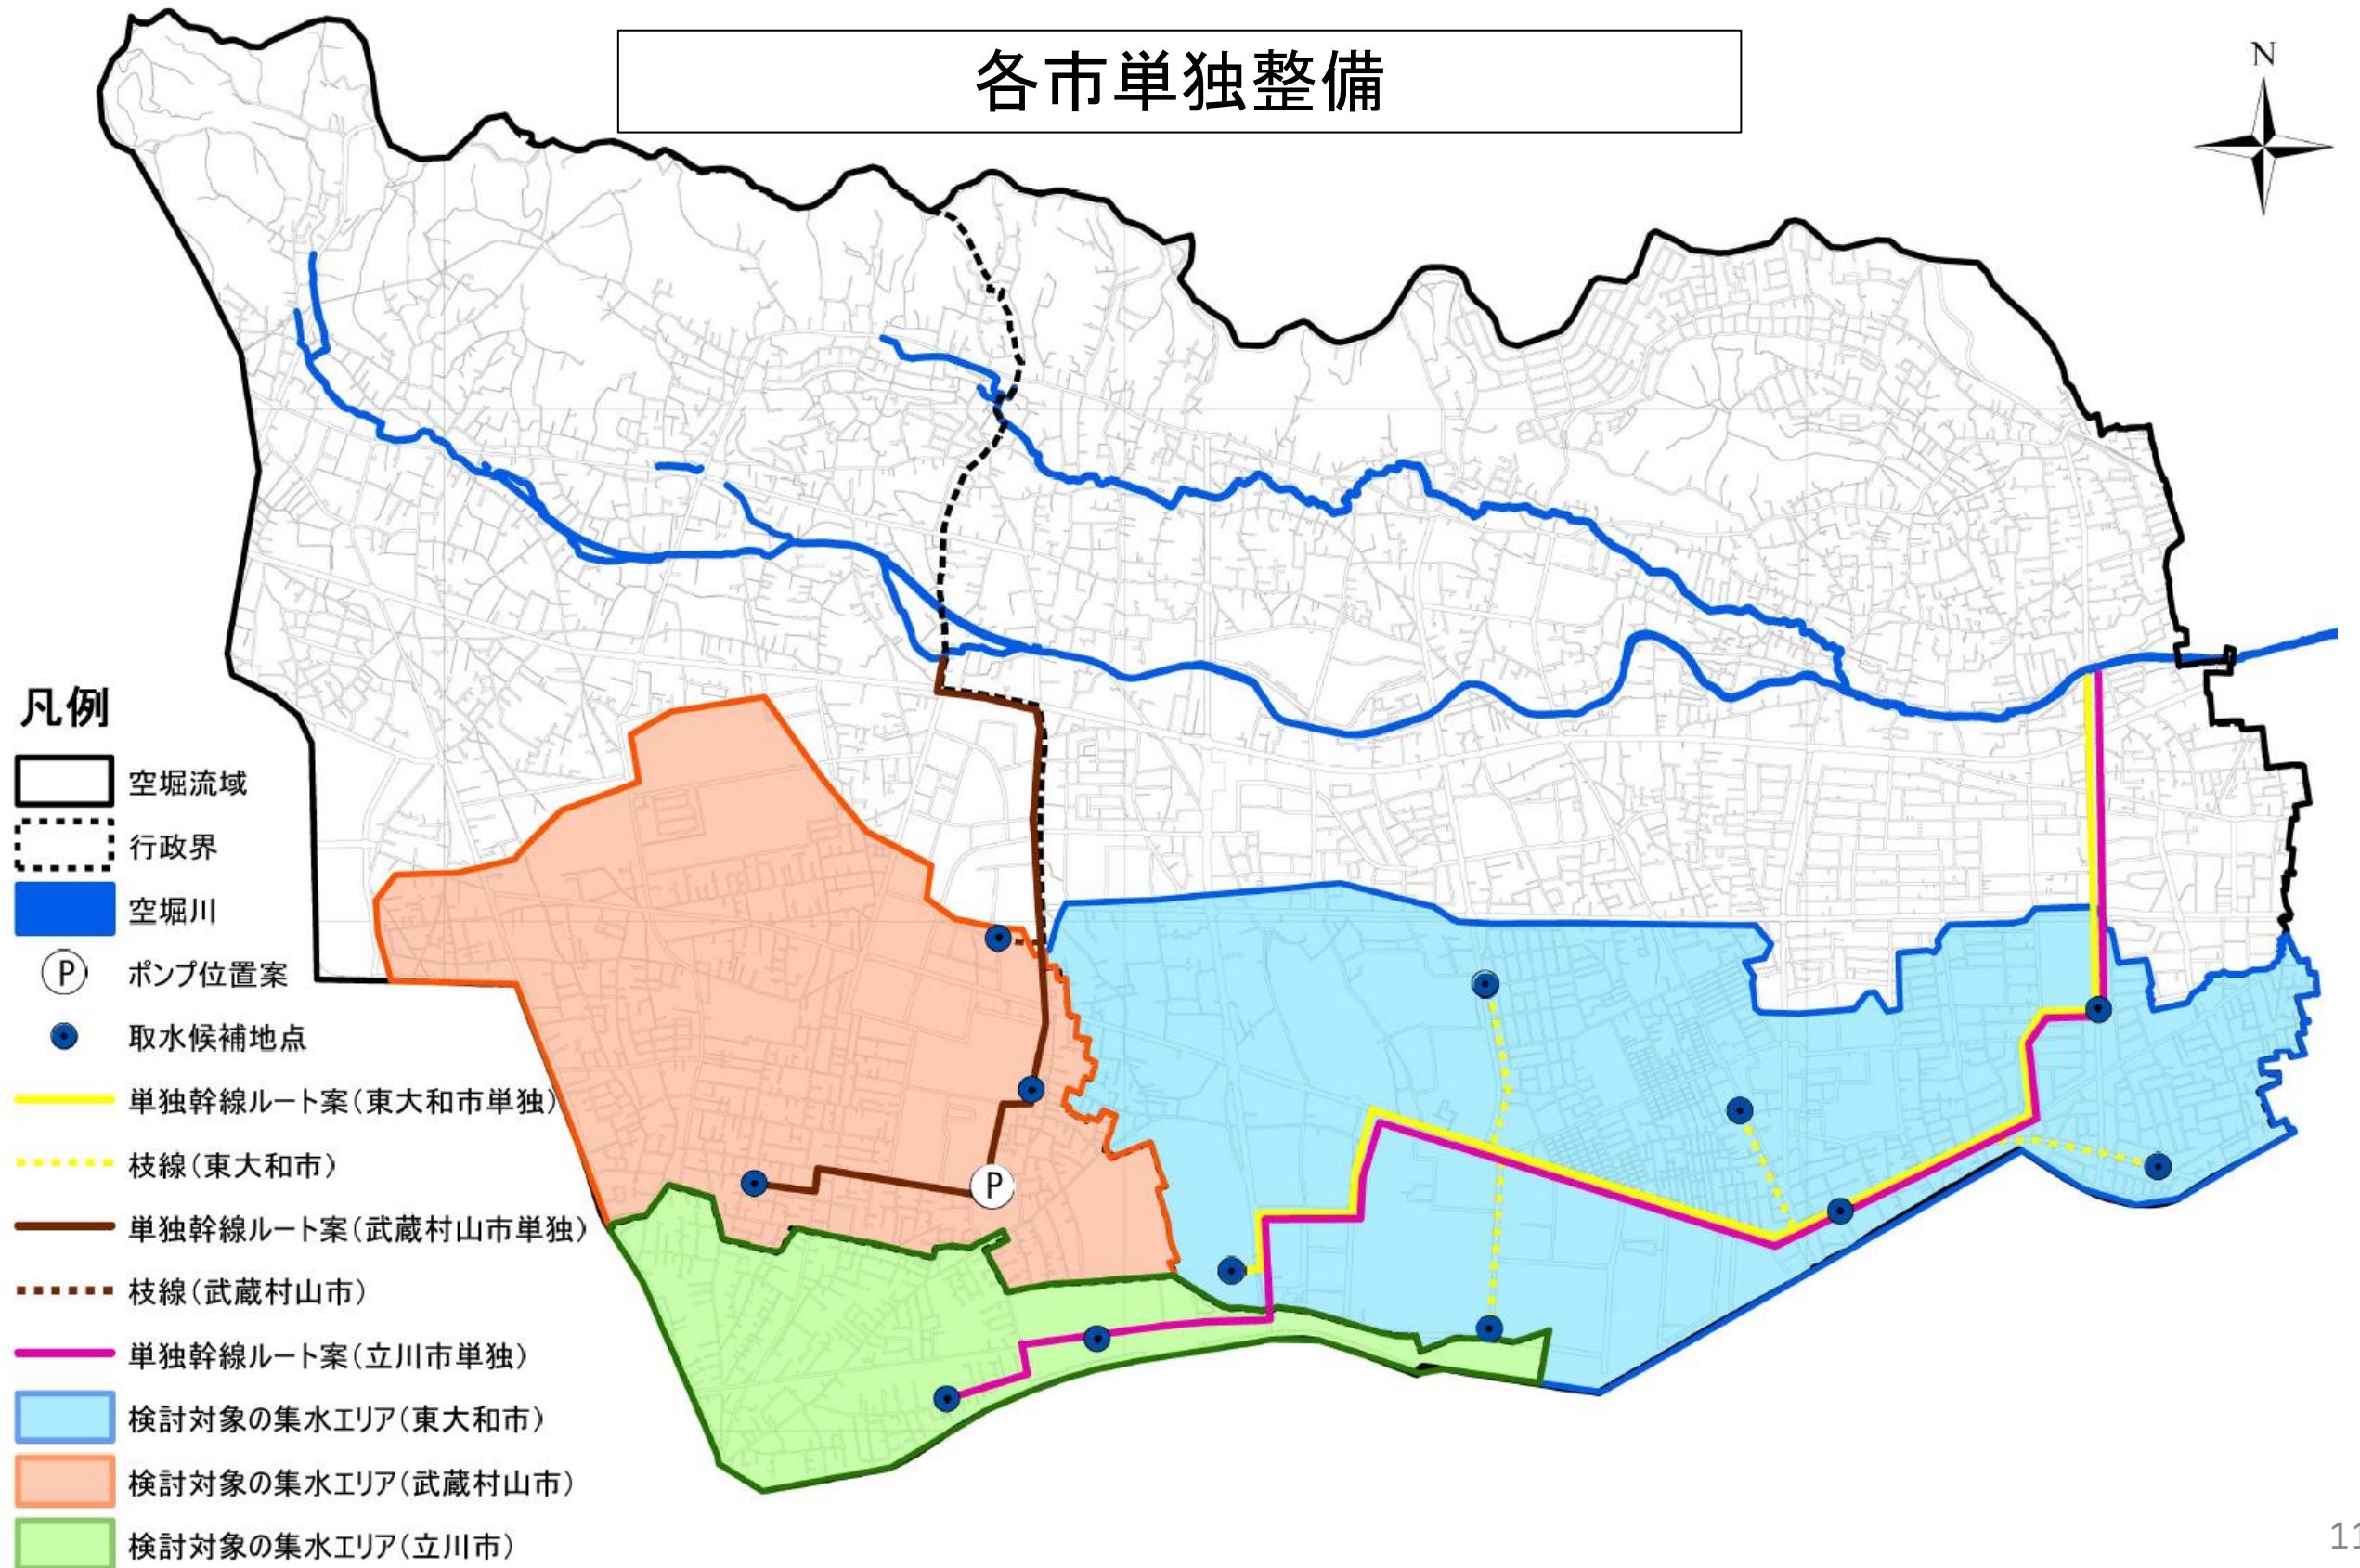 各市単独整備
N
凡例
空堀流域
行政界
空堀川
P ポンプ位置案
取水候補地点
単独幹線ルート案(東大和市単独)
枝線(東大和市)
単独幹線ルート案(武蔵村山市単独)
枝線(武蔵村山市)
単独幹線ルート案(立川市単独)
検討対象の集水エリア(東大和市)
検討対象の集水エリア(武蔵村山市)
検討対象の集水エリア(立川市)
P
11